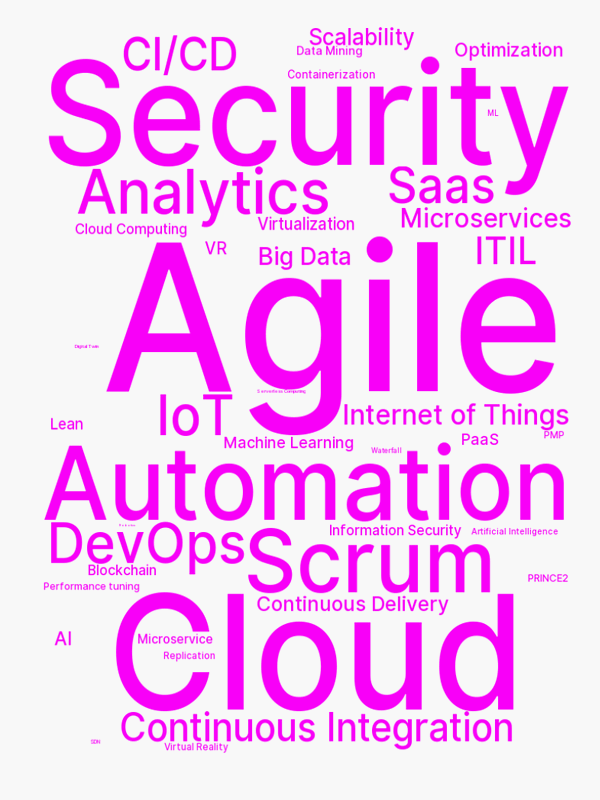 Scalability
CI/CD
Data Mining
Optimization
Containerization
Security
ML
Analytics
Saas
Microservices
Virtualization
Cloud Computing
ITIL
VR
Big Data
Agile
Digital Twin
Serverless Computing
IoT
Internet of Things
Lean
PMP
PaaS
Machine Learning
Waterfall
Automation
DevOps
Information Security
Artificial Intelligence
Scrum
Blockchain
PRINCE2
Performance tuning
Continuous Delivery
Cloud
AI
Microservice
Replication
Continuous Integration
SDN
Virtual Reality